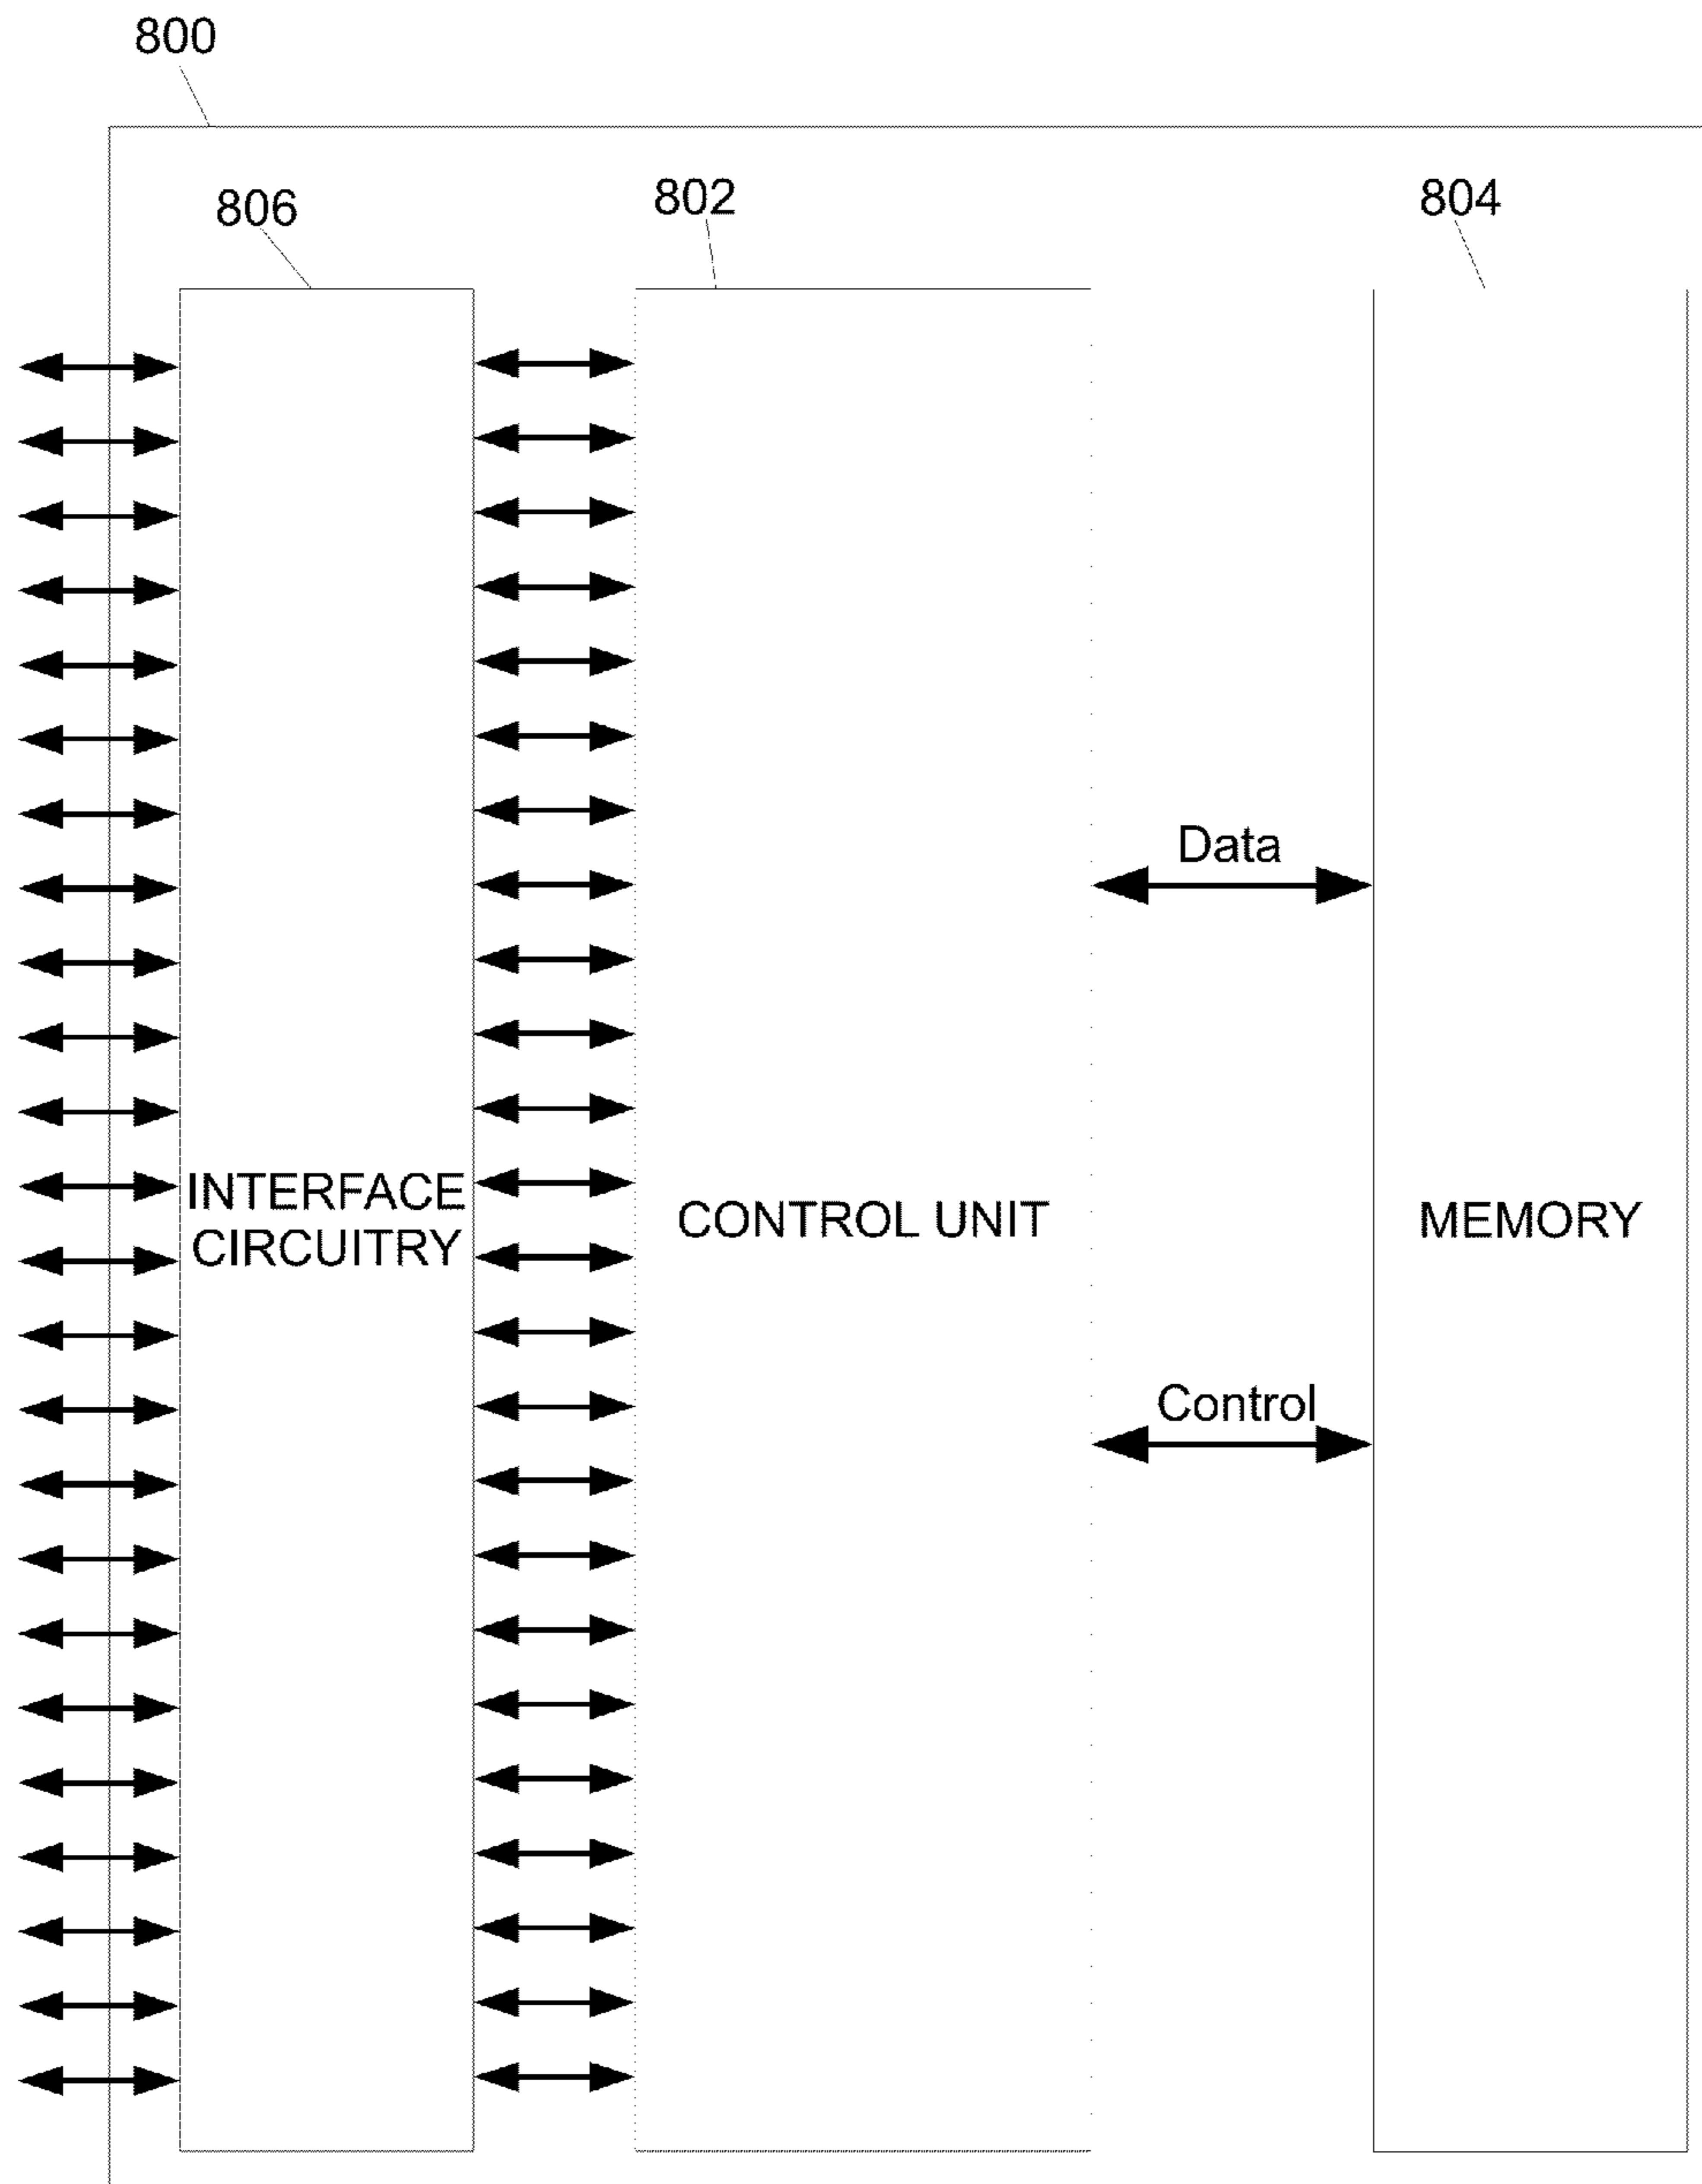 800
806
802
804
Data
INTERFACE
CIRCUITRY
CONTROL UNIT
MEMORY
Control